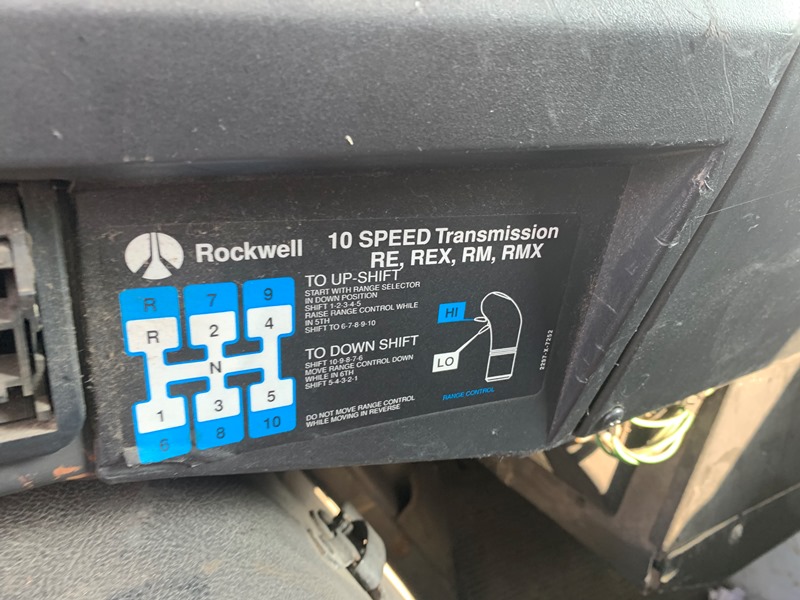 Rockwell
10 SPEED Transmission
RE, REX, RM, RMX
R 7 9
R 2 4
N
1 3 5
6 8 10
TO UP-SHIFT
START WITH RANGE SELECTOR
IN DOWN POSITION
SHIFT 1-2-3-4-5
RAISE RANGE CONTROL WHILE
IN 5TH
SHIFT TO 6-7-8-9-10
TO DOWN SHIFT
SHIFT 10-9-8-7-6
MOVE RANGE CONTROL DOWN
WHILE IN 6TH
SHIFT 5-4-3-2-1
DO NOT MOVE RANGE CONTROL
WHILE MOVING IN REVERSE
HI
LO
RANGE CONTROL
2297-X-7252